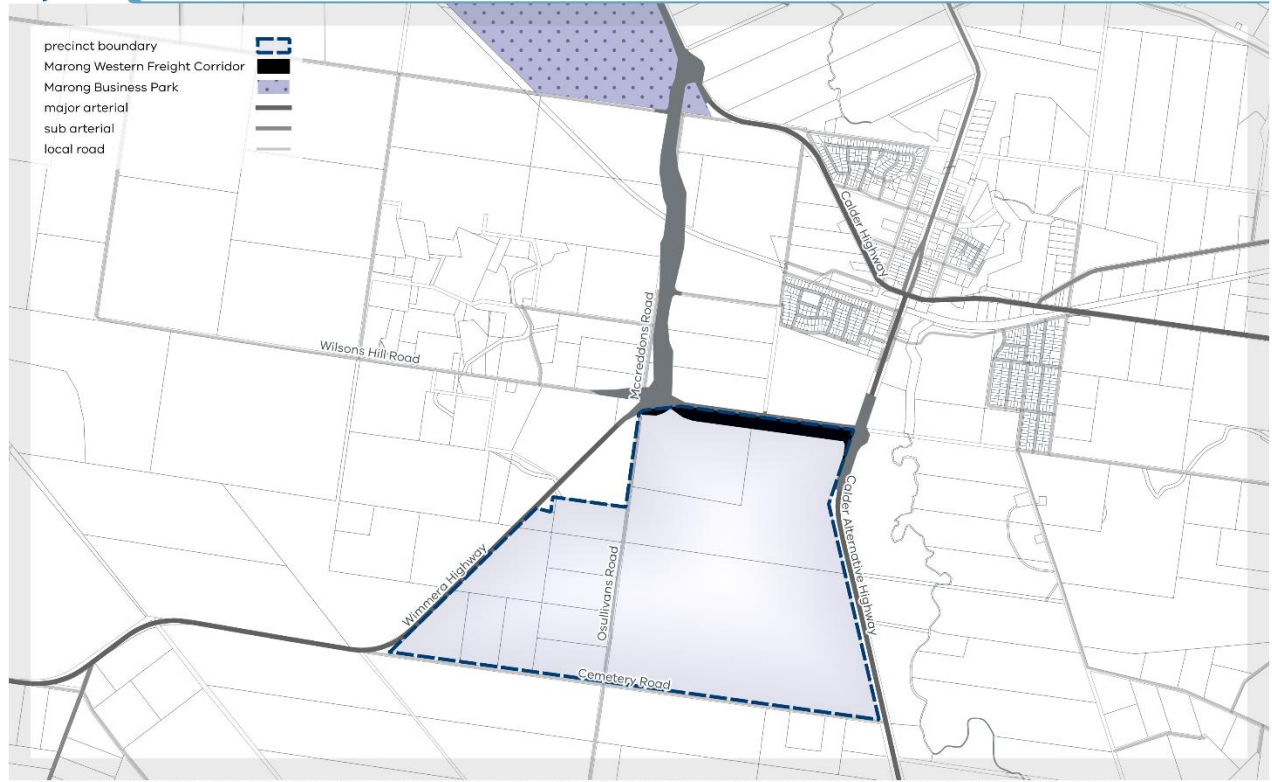 precinct boundary
Marong Western Freight Corridor
Marong Business Park
major arterial
sub arterial
local road
Calder Highway
Mccreddons Road
Wilsons Hill Road
Calder Alternative Highway
Wimmera Highway
Osullivans Road
Cemetery Road